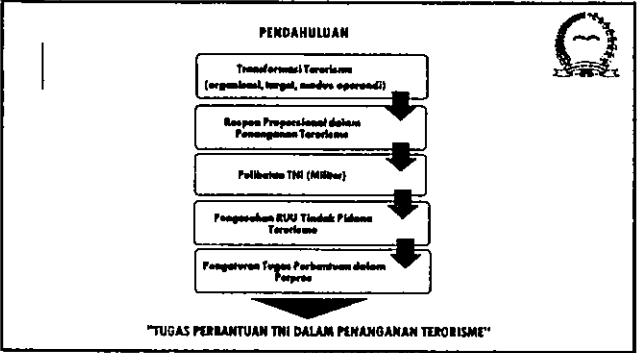 PENDAHULUAN
Transformasi Terorisme
(organisasi, target, modus operandi)
Respon Proporsional dalam
Penanganan Terorisme
Pelibatan TNI (Militer)
Pengesahan RUU Tindak Pidana
Terorisme
Pengaturan Tugas Perbantuan dalam
Perpres
"TUGAS PERBANTUAN TNI DALAM PENANGANAN TERORISME"